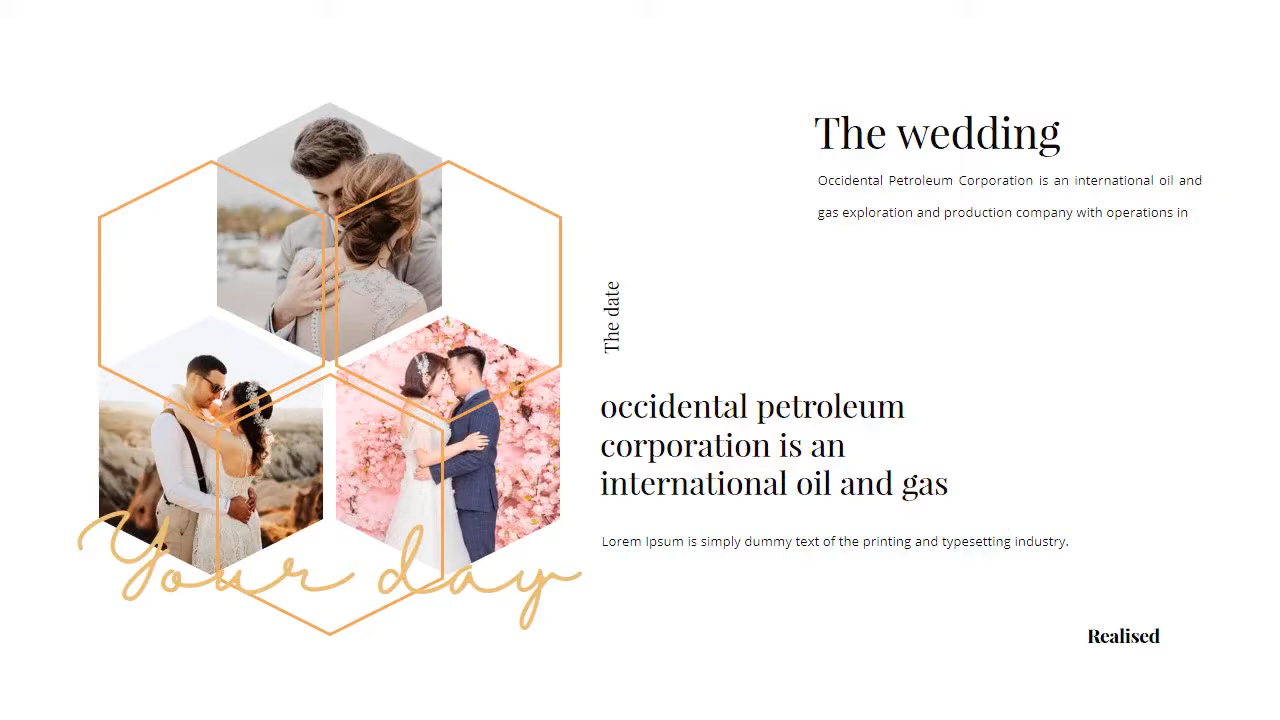 The wedding
Occidental Petroleum Corporation is an international oil and
gas exploration and production company with operations in
The date
occidental petroleum
corporation is an
international oil and gas
Lorem Ipsum is simply dummy text of the printing and typesetting industry.
Your day
Realised